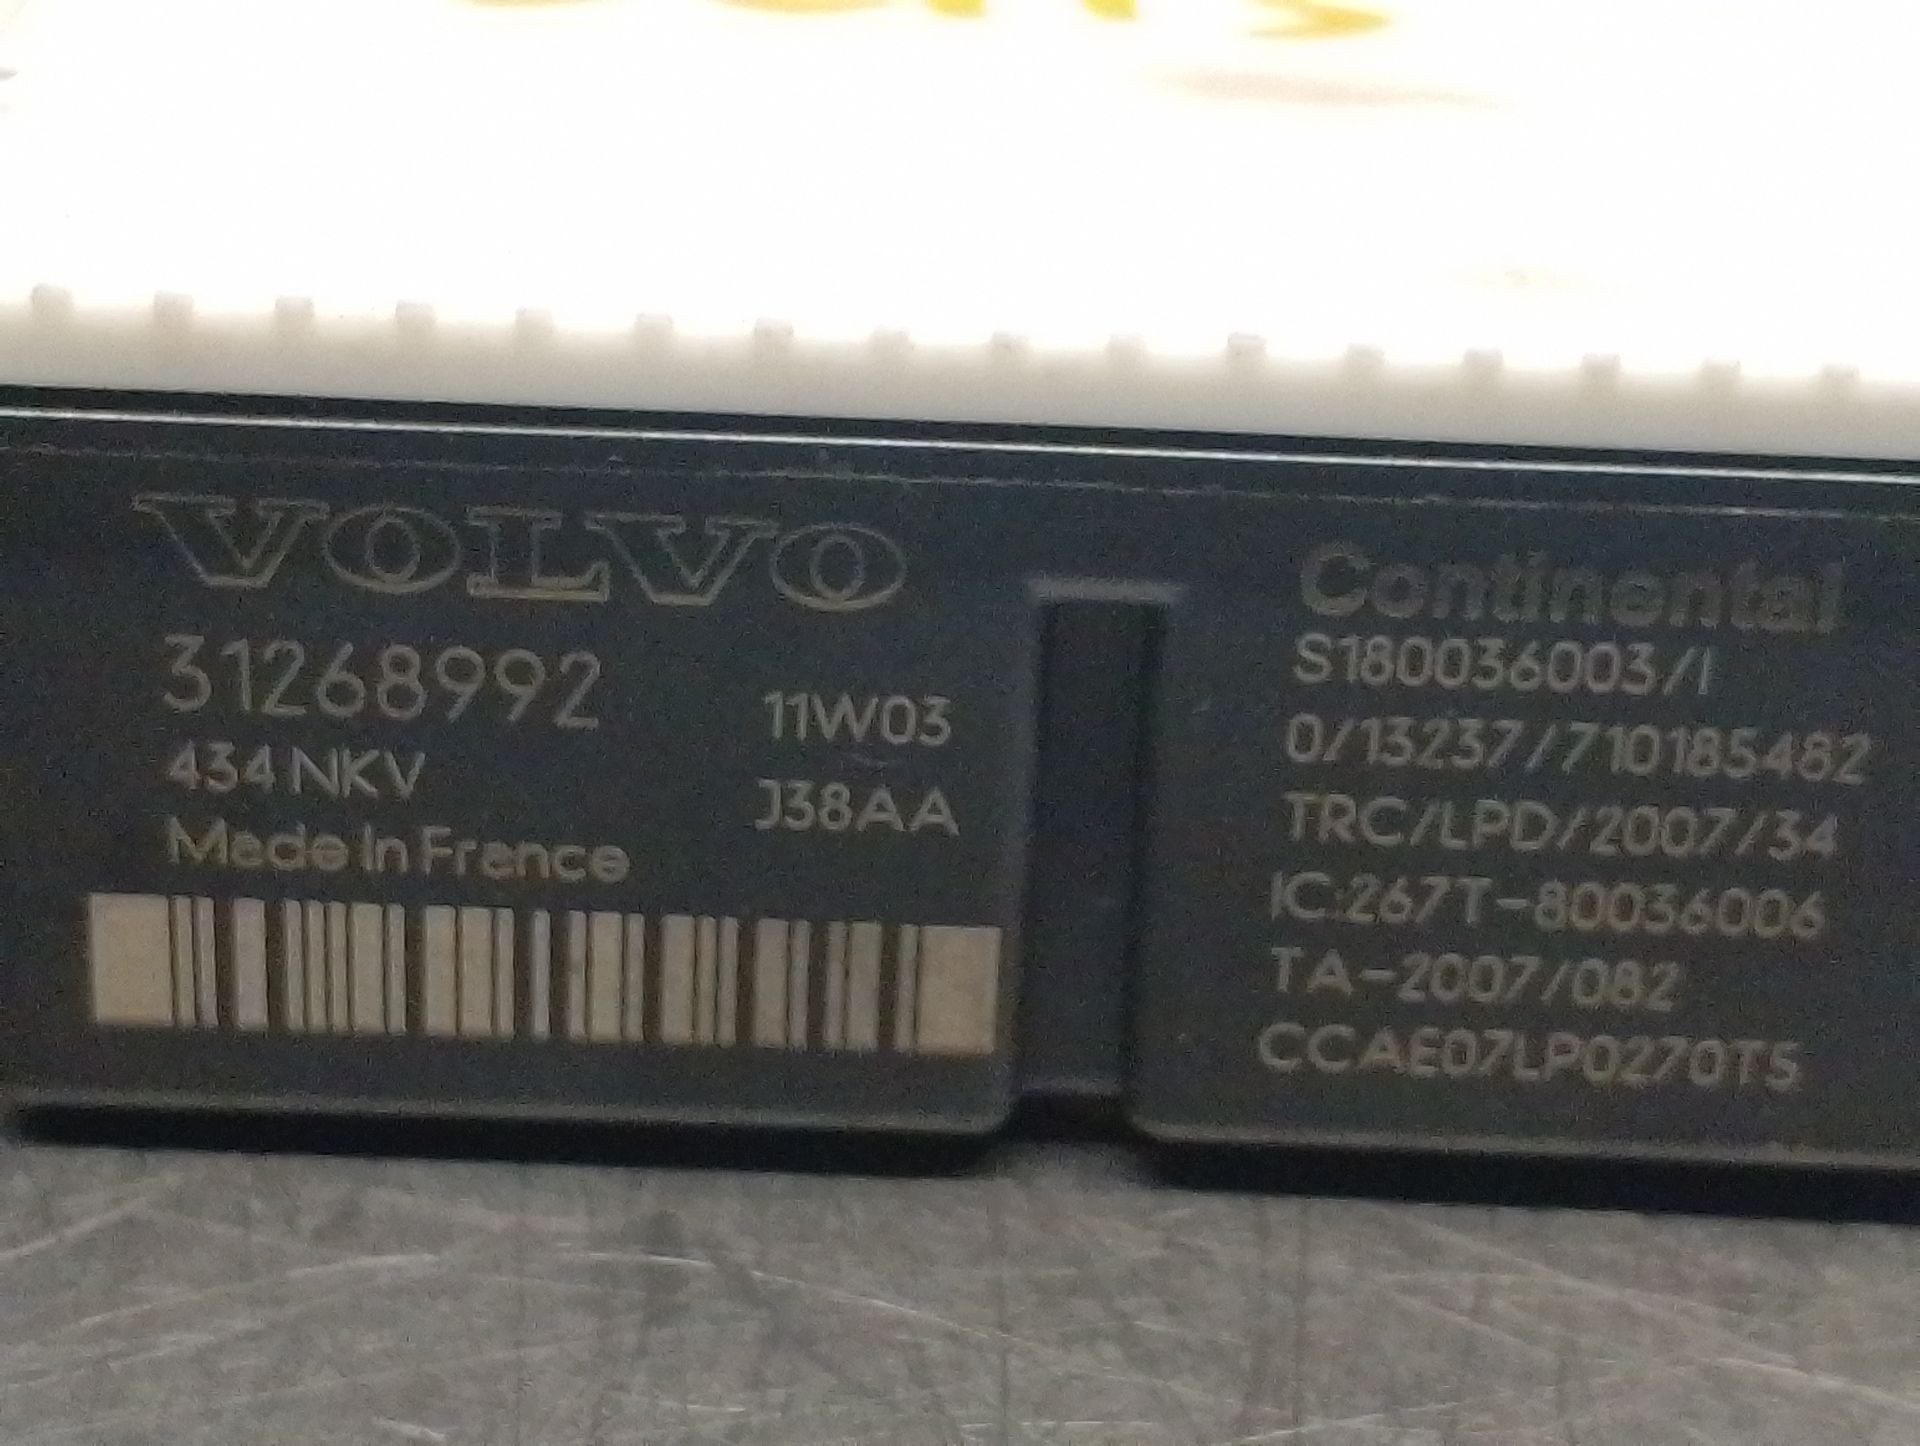 VOLVO
31268992
11W03
434NKV
J38AA
Made In France
Continental
S180036003/I
0/13237/710185482
TRC/LPD/2007/34
IC:267T-80036006
TA-2007/082
CCAE07LP0270T5